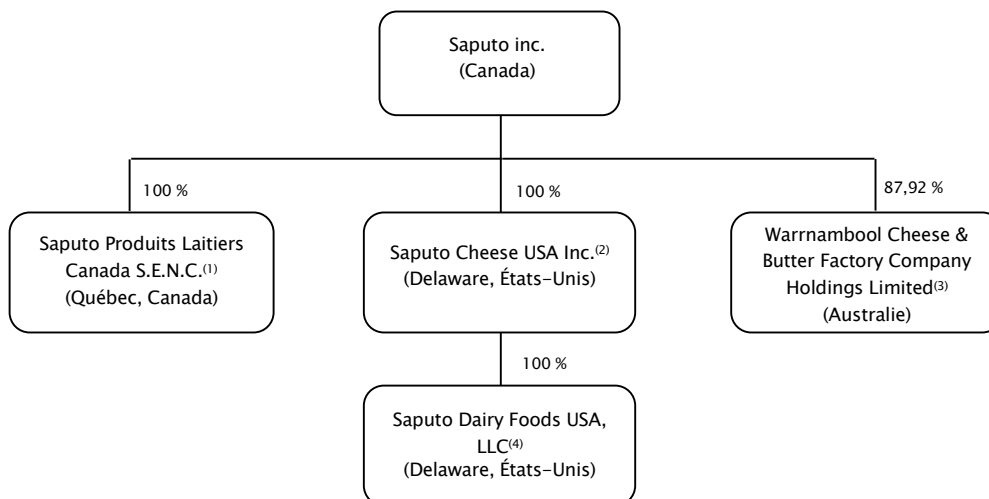 Saputo inc.
(Canada)
100 %
100 %
87,92 %
Saputo Produits Laitiers
Canada S.E.N.C.(1)
(Québec, Canada)
Saputo Cheese USA Inc.(2)
(Delaware, États-Unis)
Warrnambool Cheese &
Butter Factory Company
Holdings Limited(3)
(Australie)
100 %
Saputo Dairy Foods USA,
LLC(4)
(Delaware, États-Unis)